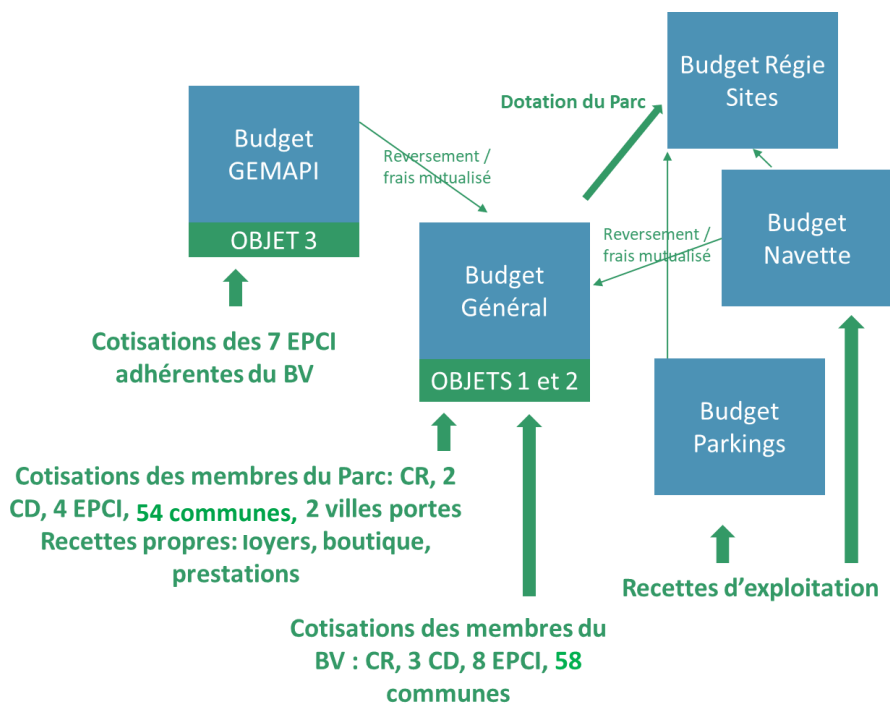 Budget Régie
Sites
Dotation du Parc
Budget
GEMAPI
OBJET 3
Reversement /
frais mutualisé
Budget
Général
OBJETS 1 et 2
Reversement /
frais mutualisé
Budget
Navette
Budget
Parkings
Cotisations des 7 EPCI
adhérentes du BV
Cotisations des membres du Parc: CR, 2
CD, 4 EPCI, 54 communes, 2 villes portes
Recettes propres: loyers, boutique,
prestations
Recettes d’exploitation
Cotisations des membres du
BV : CR, 3 CD, 8 EPCI, 58
communes